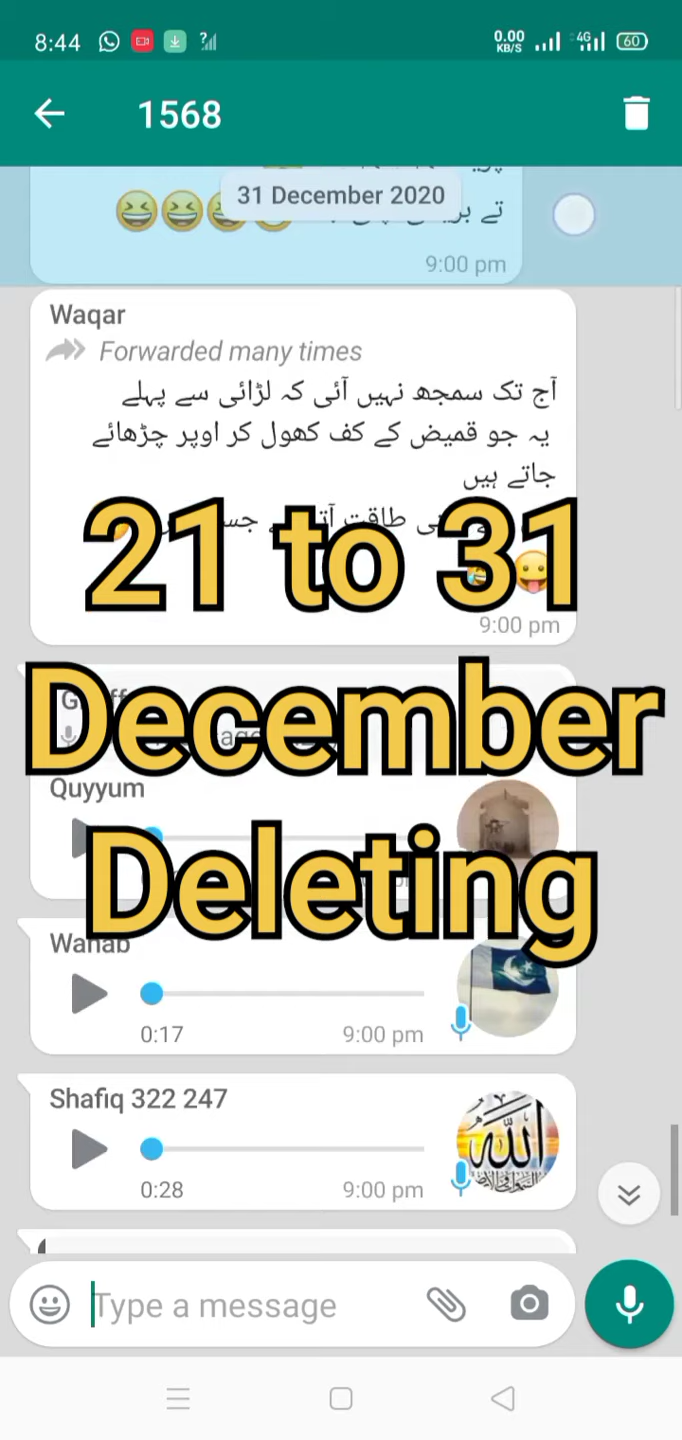 8:44
0.00 KB/S
4G
60
1568
31 December 2020
تے
9:00 pm
Waqar
Forwarded many times
آج تک سمجھ نہیں آئی کہ لڑائی سے پہلے
یہ جو قمیض کے کف کھول کر اوپر چڑھائے
جاتے ہیں
طاقت
9:00 pm
21 to 31
December
Quyyum
Deleting
Wahab
0:17
9:00 pm
Shafiq 322 247
0:28
9:00 pm
الله
Type a message